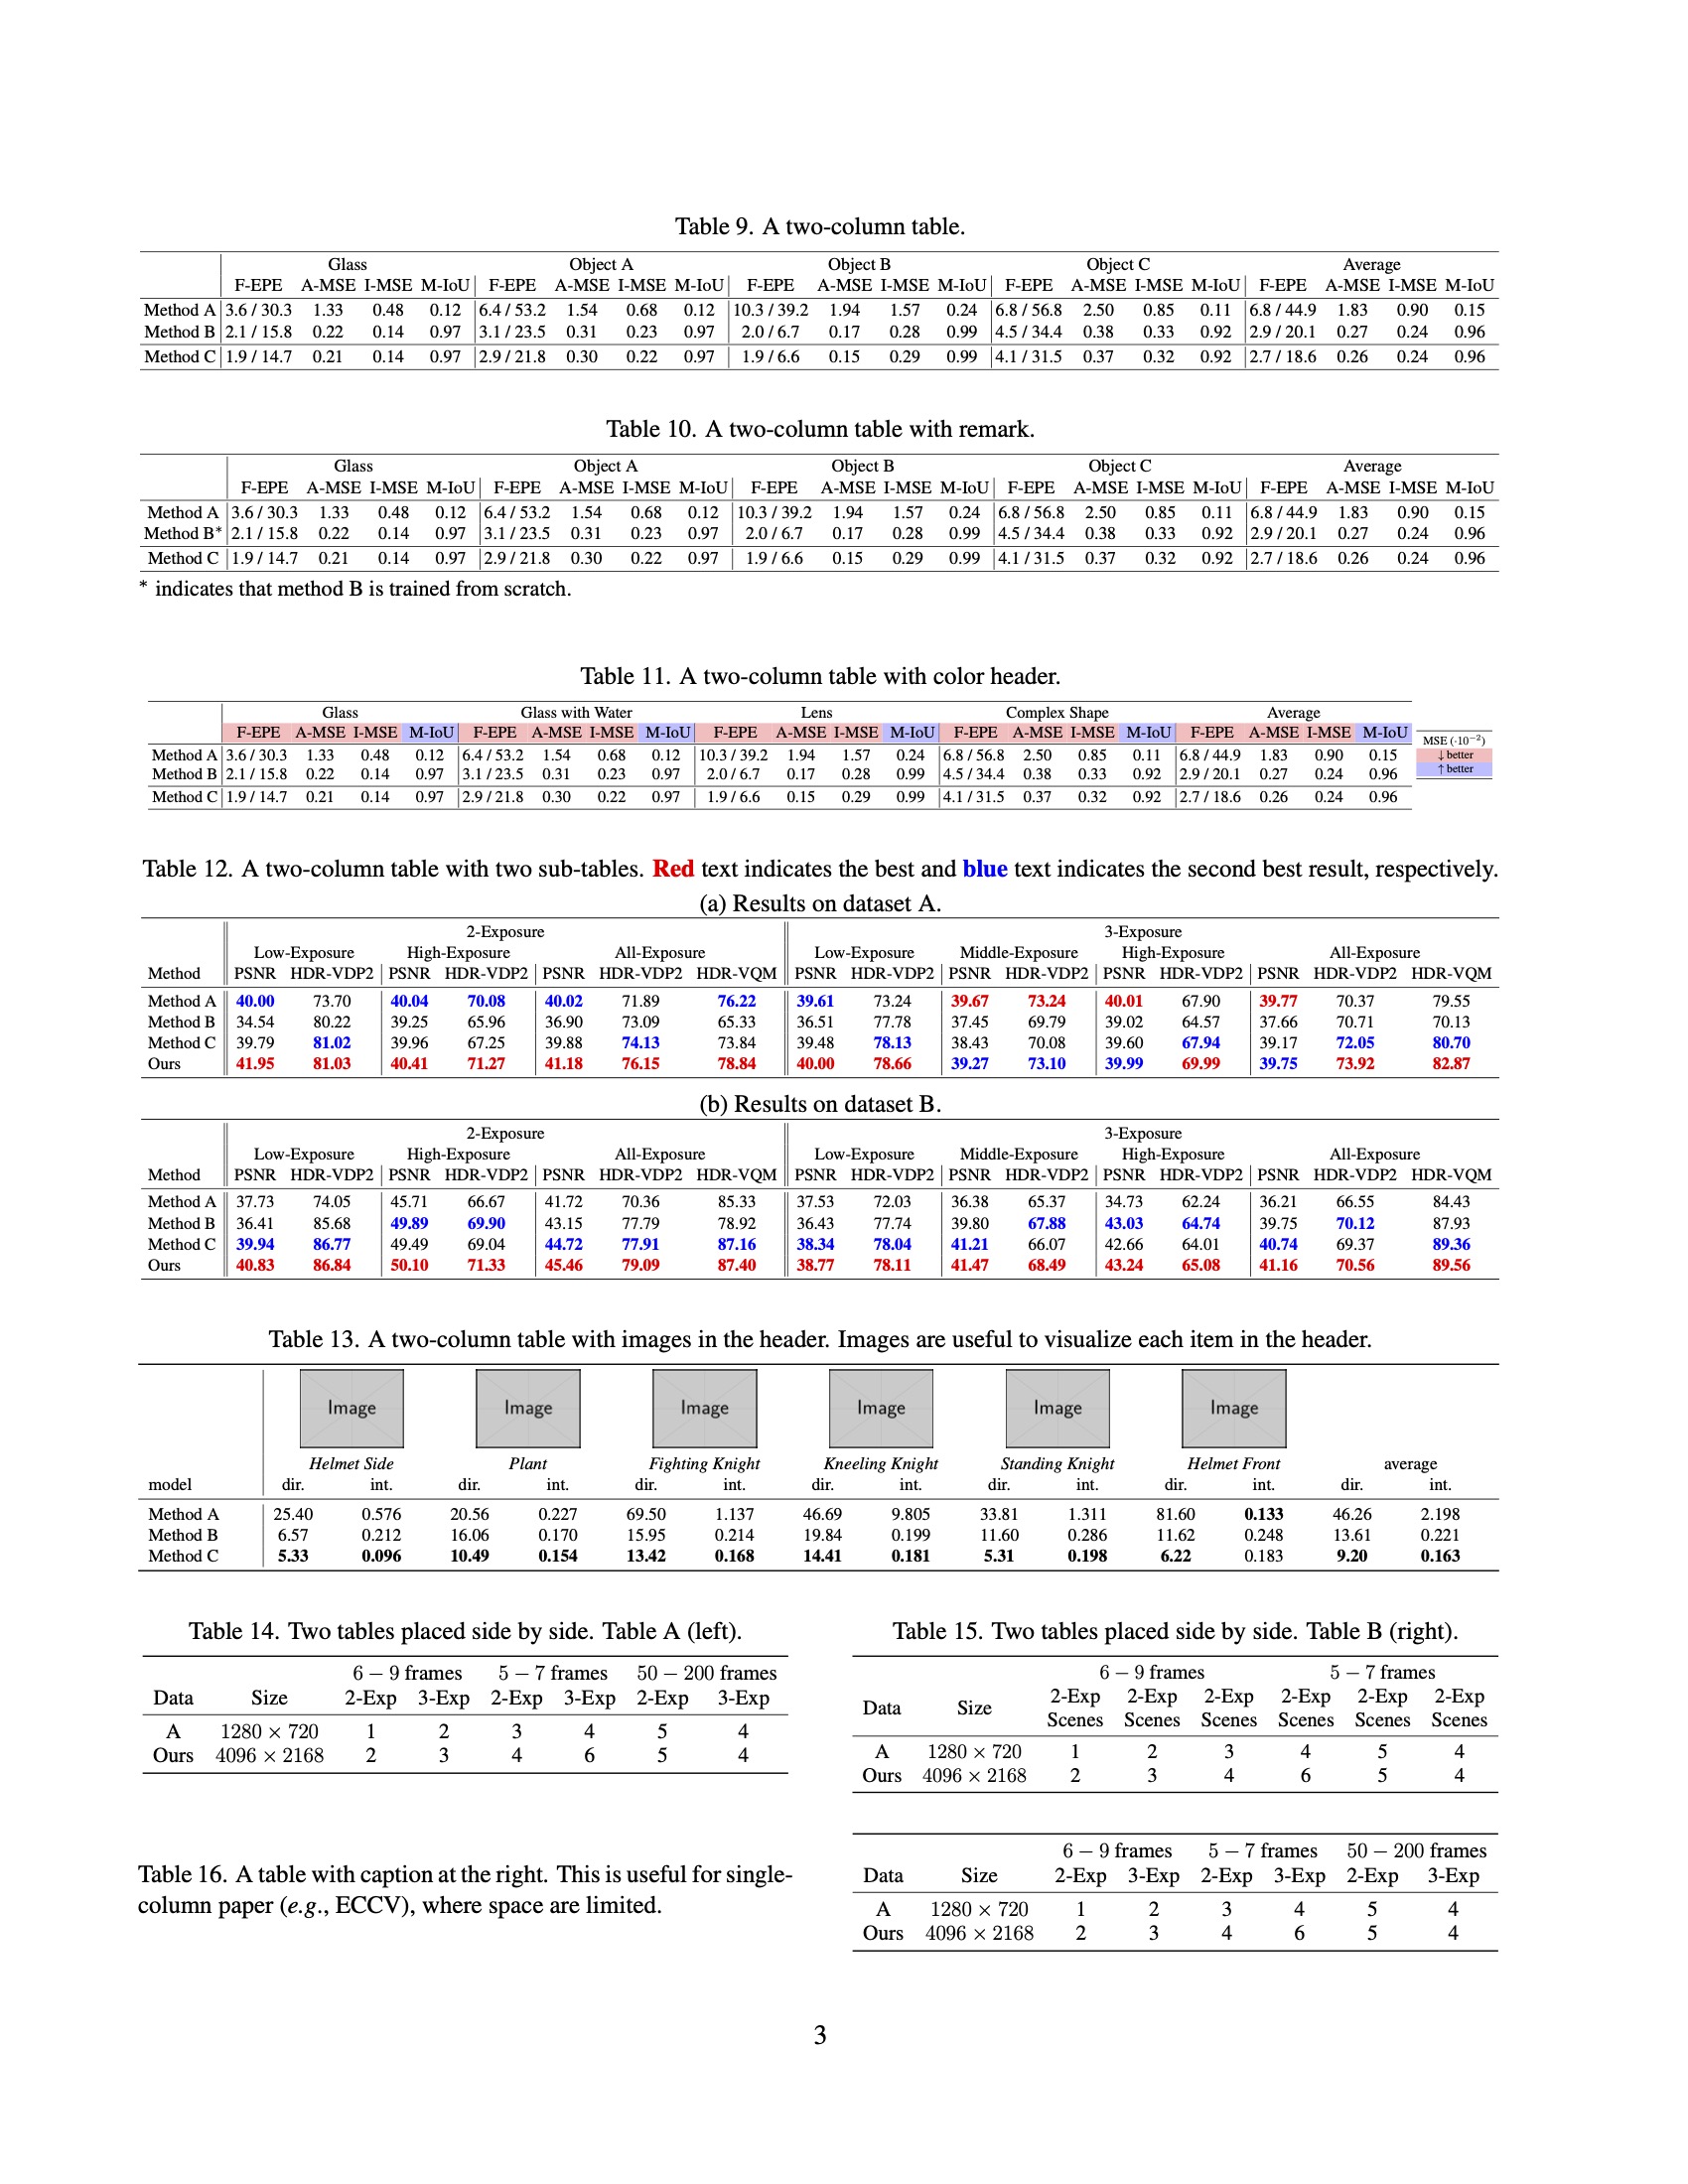 Table 9. A two-column table.
Glass Object A Object B Object C Average
F-EPE A-MSE I-MSE M-IoU F-EPE A-MSE I-MSE M-IoU F-EPE A-MSE I-MSE M-IoU F-EPE A-MSE I-MSE M-IoU F-EPE A-MSE I-MSE M-IoU
Method A 3.6 / 30.3 1.33 0.48 0.12 6.4 / 53.2 1.54 0.68 0.12 10.3 / 39.2 1.94 1.57 0.24 6.8 / 56.8 2.50 0.85 0.11 6.8 / 44.9 1.83 0.90 0.15
Method B 2.1 / 15.8 0.22 0.14 0.97 3.1 / 23.5 0.31 0.23 0.97 2.0 / 6.7 0.17 0.28 0.99 4.5 / 34.4 0.38 0.33 0.92 2.9 / 20.1 0.27 0.24 0.96
Method C 1.9 / 14.7 0.21 0.14 0.97 2.9 / 21.8 0.30 0.22 0.97 1.9 / 6.6 0.15 0.29 0.99 4.1 / 31.5 0.37 0.32 0.92 2.7 / 18.6 0.26 0.24 0.96
Table 10. A two-column table with remark.
Glass Object A Object B Object C Average
F-EPE A-MSE I-MSE M-IoU F-EPE A-MSE I-MSE M-IoU F-EPE A-MSE I-MSE M-IoU F-EPE A-MSE I-MSE M-IoU F-EPE A-MSE I-MSE M-IoU
Method A 3.6 / 30.3 1.33 0.48 0.12 6.4 / 53.2 1.54 0.68 0.12 10.3 / 39.2 1.94 1.57 0.24 6.8 / 56.8 2.50 0.85 0.11 6.8 / 44.9 1.83 0.90 0.15
Method B* 2.1 / 15.8 0.22 0.14 0.97 3.1 / 23.5 0.31 0.23 0.97 2.0 / 6.7 0.17 0.28 0.99 4.5 / 34.4 0.38 0.33 0.92 2.9 / 20.1 0.27 0.24 0.96
Method C 1.9 / 14.7 0.21 0.14 0.97 2.9 / 21.8 0.30 0.22 0.97 1.9 / 6.6 0.15 0.29 0.99 4.1 / 31.5 0.37 0.32 0.92 2.7 / 18.6 0.26 0.24 0.96
* indicates that method B is trained from scratch.
Table 11. A two-column table with color header.
Glass Glass with Water Lens Complex Shape Average
F-EPE A-MSE I-MSE M-IoU F-EPE A-MSE I-MSE M-IoU F-EPE A-MSE I-MSE M-IoU F-EPE A-MSE I-MSE M-IoU F-EPE A-MSE I-MSE M-IoU
Method A 3.6 / 30.3 1.33 0.48 0.12 6.4 / 53.2 1.54 0.68 0.12 10.3 / 39.2 1.94 1.57 0.24 6.8 / 56.8 2.50 0.85 0.11 6.8 / 44.9 1.83 0.90 0.15
Method B 2.1 / 15.8 0.22 0.14 0.97 3.1 / 23.5 0.31 0.23 0.97 2.0 / 6.7 0.17 0.28 0.99 4.5 / 34.4 0.38 0.33 0.92 2.9 / 20.1 0.27 0.24 0.96
Method C 1.9 / 14.7 0.21 0.14 0.97 2.9 / 21.8 0.30 0.22 0.97 1.9 / 6.6 0.15 0.29 0.99 4.1 / 31.5 0.37 0.32 0.92 2.7 / 18.6 0.26 0.24 0.96
MSE (·10⁻²)
↓ better
↑ better
Table 12. A two-column table with two sub-tables. Red text indicates the best and blue text indicates the second best result, respectively.
(a) Results on dataset A.
2-Exposure 3-Exposure
Low-Exposure High-Exposure All-Exposure Low-Exposure Middle-Exposure High-Exposure All-Exposure
Method PSNR HDR-VDP2 PSNR HDR-VDP2 PSNR HDR-VDP2 HDR-VQM PSNR HDR-VDP2 PSNR HDR-VDP2 PSNR HDR-VDP2 PSNR HDR-VDP2 HDR-VQM
Method A 40.00 73.70 40.04 70.08 40.02 71.89 76.22 39.61 73.24 39.67 73.24 40.01 67.90 39.77 70.37 79.55
Method B 34.54 80.22 39.25 65.96 36.90 73.09 65.33 36.51 77.78 37.45 69.79 39.02 64.57 37.66 70.71 70.13
Method C 39.79 81.02 39.96 67.25 39.88 74.13 73.84 39.48 78.13 38.43 70.08 39.60 67.94 39.17 72.05 80.70
Ours 41.95 81.03 40.41 71.27 41.18 76.15 78.84 40.00 78.66 39.27 73.10 39.99 69.99 39.75 73.92 82.87
(b) Results on dataset B.
2-Exposure 3-Exposure
Low-Exposure High-Exposure All-Exposure Low-Exposure Middle-Exposure High-Exposure All-Exposure
Method PSNR HDR-VDP2 PSNR HDR-VDP2 PSNR HDR-VDP2 HDR-VQM PSNR HDR-VDP2 PSNR HDR-VDP2 PSNR HDR-VDP2 PSNR HDR-VDP2 HDR-VQM
Method A 37.73 74.05 45.71 66.67 41.72 70.36 85.33 37.53 72.03 36.38 65.37 34.73 62.24 36.21 66.55 84.43
Method B 36.41 85.68 49.89 69.90 43.15 77.79 78.92 36.43 77.74 39.80 67.88 43.03 64.74 39.75 70.12 87.93
Method C 39.94 86.77 49.49 69.04 44.72 77.91 87.16 38.34 78.04 41.21 66.07 42.66 64.01 40.74 69.37 89.36
Ours 40.83 86.84 50.10 71.33 45.46 79.09 87.40 38.77 78.11 41.47 68.49 43.24 65.08 41.16 70.56 89.56
Table 13. A two-column table with images in the header. Images are useful to visualize each item in the header.
Image Image Image Image Image Image
Helmet Side Plant Fighting Knight Kneeling Knight Standing Knight Helmet Front average
model dir. int. dir. int. dir. int. dir. int. dir. int. dir. int. dir. int.
Method A 25.40 0.576 20.56 0.227 69.50 1.137 46.69 9.805 33.81 1.311 81.60 0.133 46.26 2.198
Method B 6.57 0.212 16.06 0.170 15.95 0.214 19.84 0.199 11.60 0.286 11.62 0.248 13.61 0.221
Method C 5.33 0.096 10.49 0.154 13.42 0.168 14.41 0.181 5.31 0.198 6.22 0.183 9.20 0.163
Table 14. Two tables placed side by side. Table A (left).
6 − 9 frames 5 − 7 frames 50 − 200 frames
Data Size 2-Exp 3-Exp 2-Exp 3-Exp 2-Exp 3-Exp
A 1280 × 720 1 2 3 4 5 4
Ours 4096 × 2168 2 3 4 6 5 4
Table 15. Two tables placed side by side. Table B (right).
6 − 9 frames 5 − 7 frames
Data Size 2-Exp 2-Exp 2-Exp 2-Exp 2-Exp 2-Exp
Scenes Scenes Scenes Scenes Scenes Scenes
A 1280 × 720 1 2 3 4 5 4
Ours 4096 × 2168 2 3 4 6 5 4
Table 16. A table with caption at the right. This is useful for single-
column paper (e.g., ECCV), where space are limited.
6 − 9 frames 5 − 7 frames 50 − 200 frames
Data Size 2-Exp 3-Exp 2-Exp 3-Exp 2-Exp 3-Exp
A 1280 × 720 1 2 3 4 5 4
Ours 4096 × 2168 2 3 4 6 5 4
3